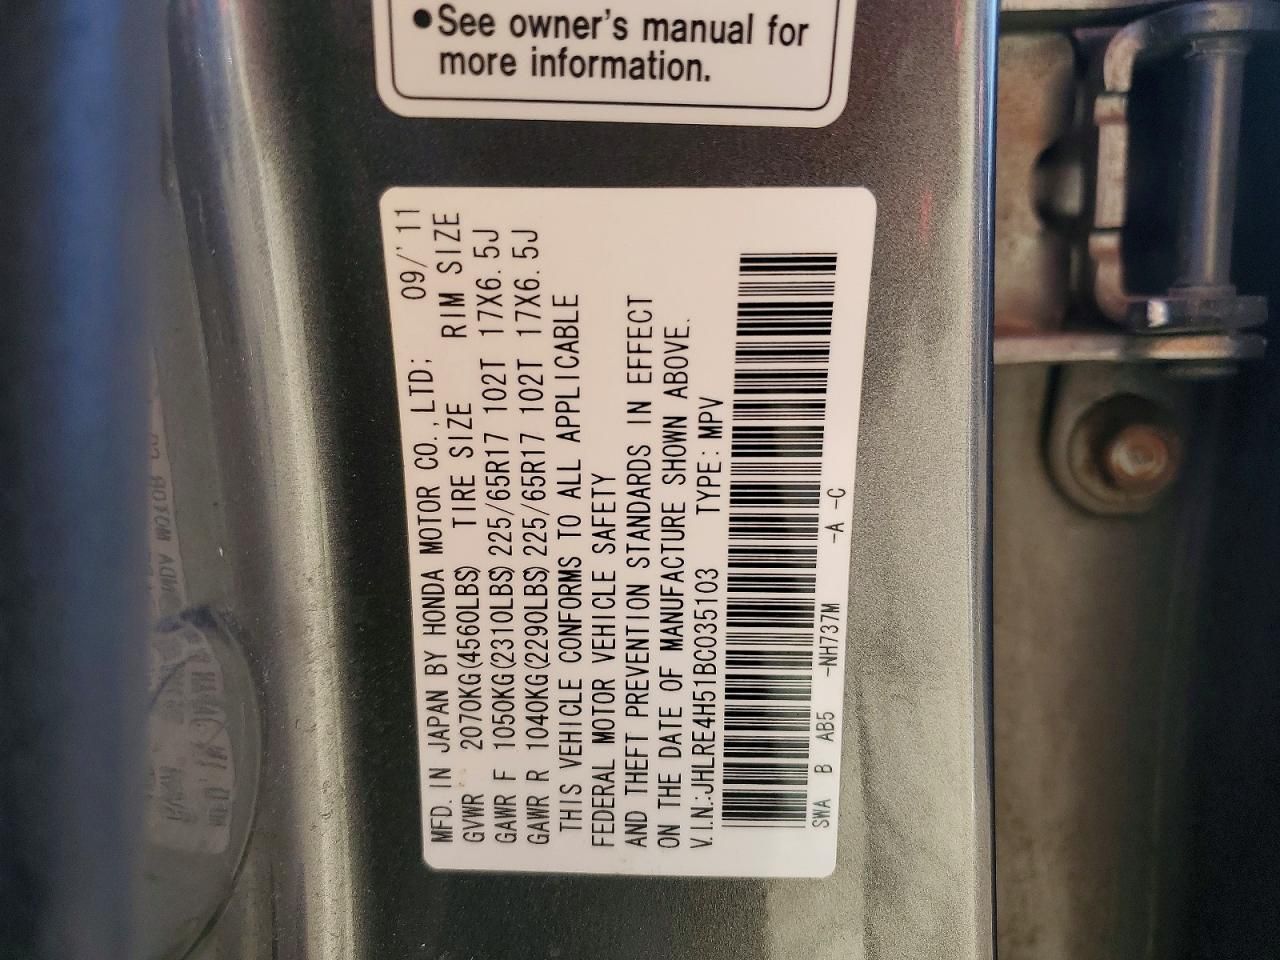 ●See owner's manual for
more information.
MFD. IN JAPAN BY HONDA MOTOR CO., LTD; 09/'11
GVWR 2070KG(4560LBS) TIRE SIZE RIM SIZE
GAWR F 1050KG(2310LBS) 225/65R17 102T 17X6.5J
GAWR R 1040KG(2290LBS) 225/65R17 102T 17X6.5J
THIS VEHICLE CONFORMS TO ALL APPLICABLE
FEDERAL MOTOR VEHICLE SAFETY
AND THEFT PREVENTION STANDARDS IN EFFECT
ON THE DATE OF MANUFACTURE SHOWN ABOVE.
V.I.N.:JHLRE4H51BC035103 TYPE:MPV
SWA B AB5 -NH737M -A -C